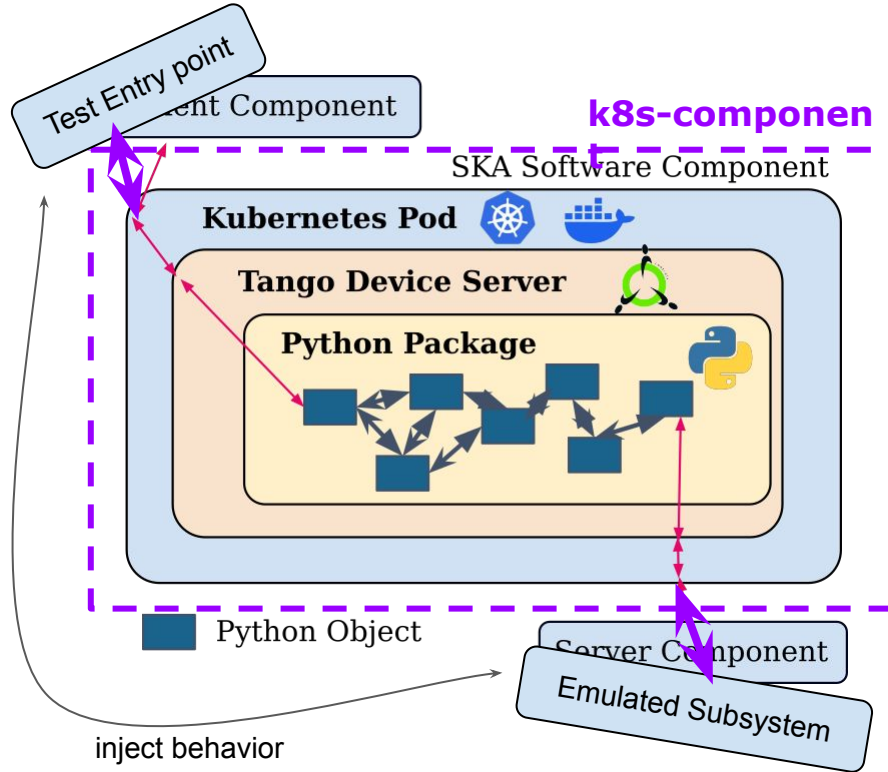 Test Entry point
ent Component
k8s-componen
t
SKA Software Component
Kubernetes Pod
Tango Device Server
Python Package
Python Object
Server Component
Emulated Subsystem
inject behavior